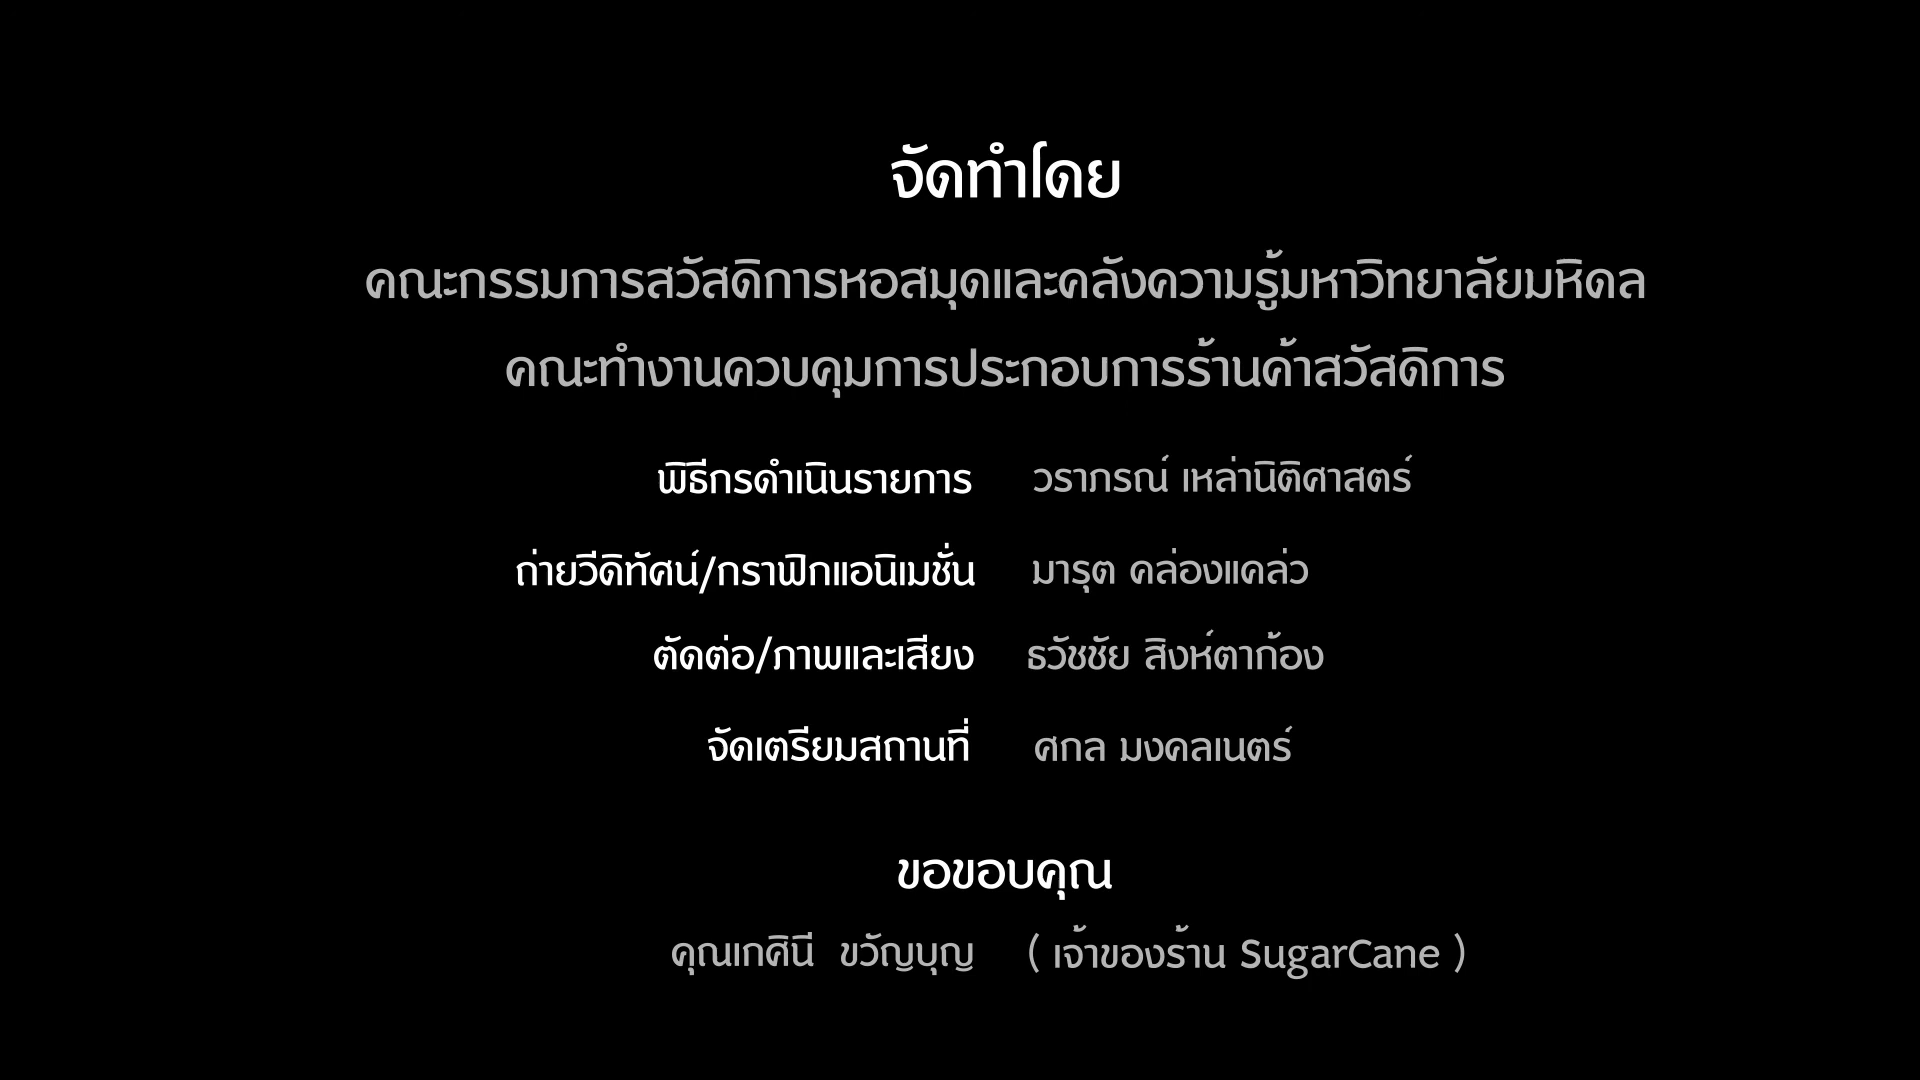 จัดทำโดย
คณะกรรมการสวัสดิการหอสมุดและคลังความรู้มหาวิทยาลัยมหิดล
คณะทำงานควบคุมการประกอบการร้านค้าสวัสดิการ
พิธีกรดำเนินรายการ วราภรณ์ เหล่านิติศาสตร์
ถ่ายวีดิทัศน์/กราฟิกแอนิเมชั่น มารุต คล่องแคล่ว
ตัดต่อ/ภาพและเสียง ธวัชชัย สิงห์ตาก้อง
จัดเตรียมสถานที่ ศกล มงคลเนตร์
ขอขอบคุณ
คุณเกศินี ขวัญบุญ ( เจ้าของร้าน SugarCane )